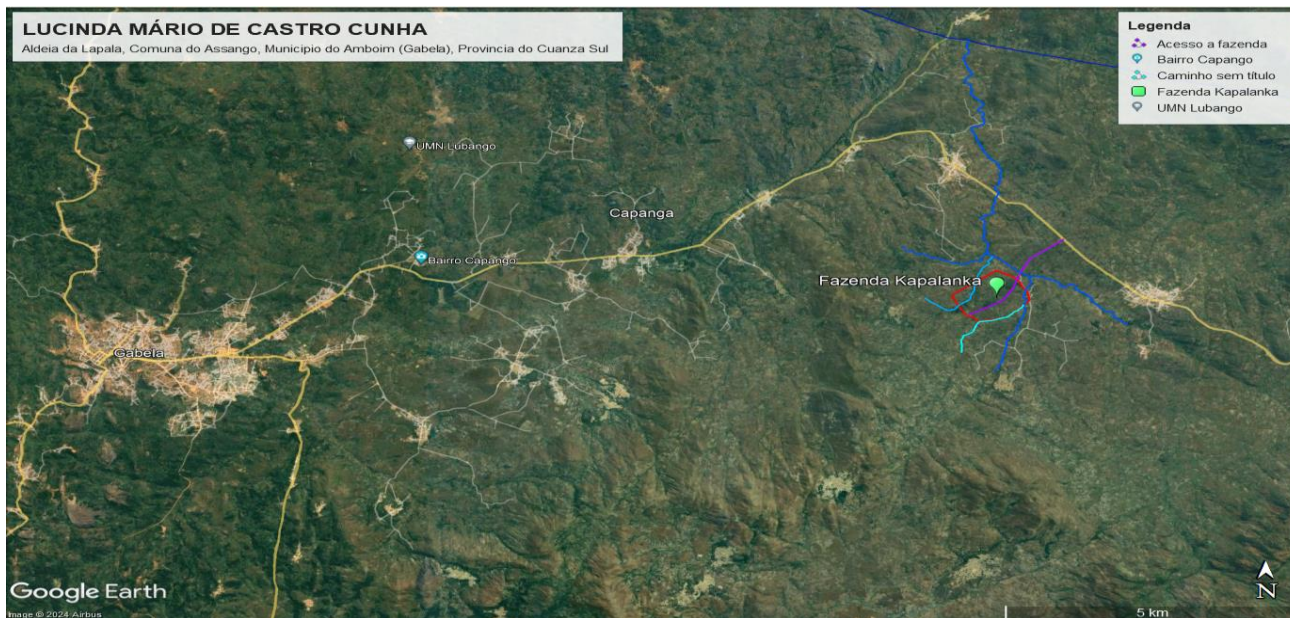 LUCINDA MÁRIO DE CASTRO CUNHA
Aldeia da Lapala, Comuna do Assango, Municipio do Amboim (Gabela), Provincia do Cuanza Sul
Legenda
Acesso a fazenda
Bairro Capango
Caminho sem título
Fazenda Kapalanka
UMN Lubango
UMN Lubango
Capanga
Bairro Capango
Fazenda Kapalanka
Gabela
Google Earth
Image © 2024 Airbus
N
5 km